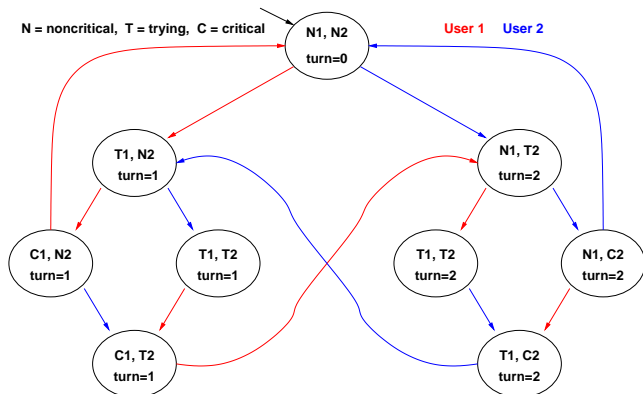 N = noncritical, T = trying, C = critical
N1, N2
turn=0
User 1 User 2
T1, N2
turn=1
N1, T2
turn=2
C1, N2
turn=1
T1, T2
turn=1
T1, T2
turn=2
N1, C2
turn=2
C1, T2
turn=1
T1, C2
turn=2